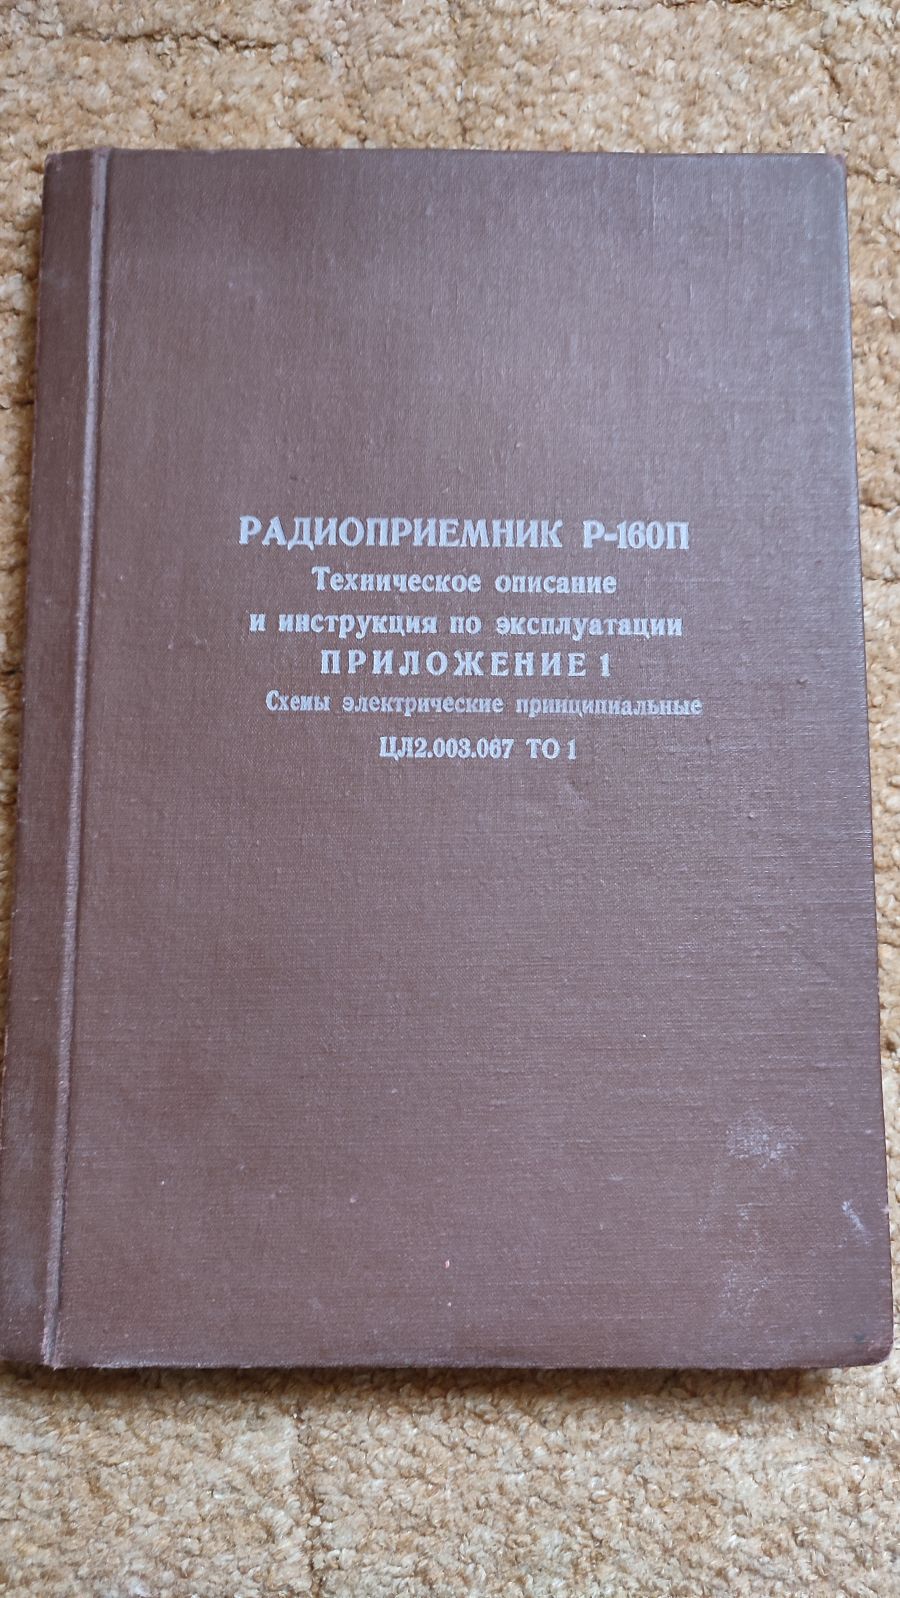 РАДИОПРИЕМНИК Р-160П
Техническое описание
и инструкция по эксплуатации
ПРИЛОЖЕНИЕ 1
Схемы электрические принципиальные
ЦЛ2.003.067 ТО 1